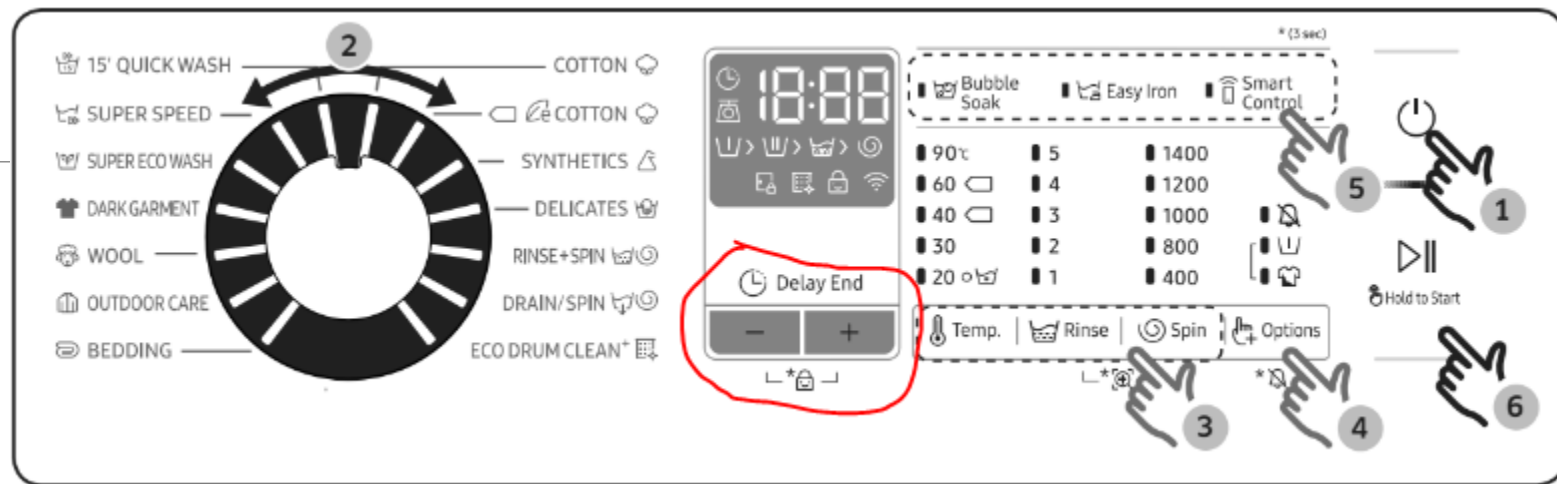 * (3 sec)
2
15' QUICK WASH
SUPER SPEED
SUPER ECO WASH
DARK GARMENT
WOOL
OUTDOOR CARE
BEDDING
COTTON
COTTON
SYNTHETICS
DELICATES
RINSE+SPIN
DRAIN/SPIN
ECO DRUM CLEAN+
18:88
Delay End
- +
*
Bubble Soak
Easy Iron
Smart Control
90℃ 5 1400
60 4 1200
40 3 1000
30 2 800
20 1 400
Temp. Rinse Spin Options
* *
Hold to Start
1
3
4
5
6